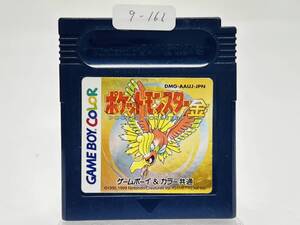 9-162
DMG-AAUJ-JPN
ポケットモンスター金
GAME BOY COLOR
ゲームボーイ&カラー共通